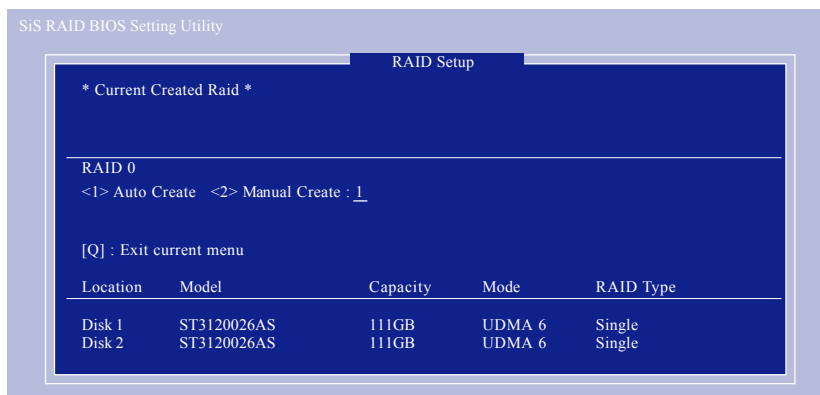 SiS RAID BIOS Setting Utility
RAID Setup
* Current Created Raid *
RAID 0
<1> Auto Create <2> Manual Create : 1
[Q] : Exit current menu
Location Model Capacity Mode RAID Type
Disk 1 ST3120026AS 111GB UDMA 6 Single
Disk 2 ST3120026AS 111GB UDMA 6 Single